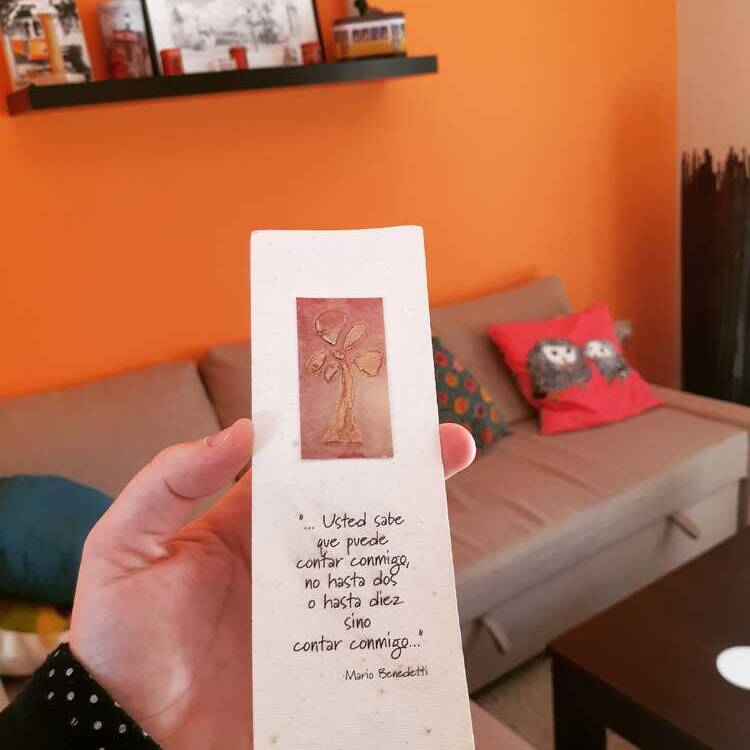 "... Usted sabe
que puede
contar conmigo,
no hasta dos
o hasta diez
sino
contar conmigo..."
Mario Benedetti